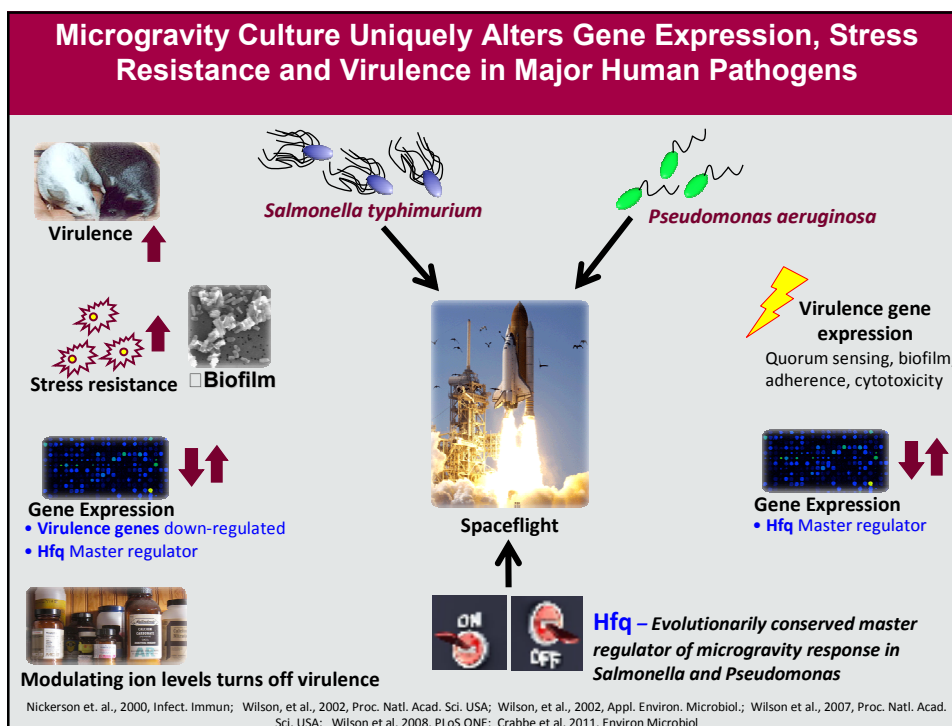 Microgravity Culture Uniquely Alters Gene Expression, Stress
Resistance and Virulence in Major Human Pathogens
Salmonella typhimurium
Pseudomonas aeruginosa
Virulence
Stress resistance
□Biofilm
Gene Expression
• Virulence genes down-regulated
• Hfq Master regulator
Modulating ion levels turns off virulence
Spaceflight
ON
OFF
Hfq – Evolutionarily conserved master
regulator of microgravity response in
Salmonella and Pseudomonas
Virulence gene
expression
Quorum sensing, biofilm
adherence, cytotoxicity
Gene Expression
• Hfq Master regulator
Nickerson et. al., 2000, Infect. Immun; Wilson, et al., 2002, Proc. Natl. Acad. Sci. USA; Wilson, et al., 2002, Appl. Environ. Microbiol.; Wilson et al., 2007, Proc. Natl. Acad.
Sci. USA; Wilson et al. 2008, PLoS ONE; Crabbe et al. 2011, Environ Microbiol